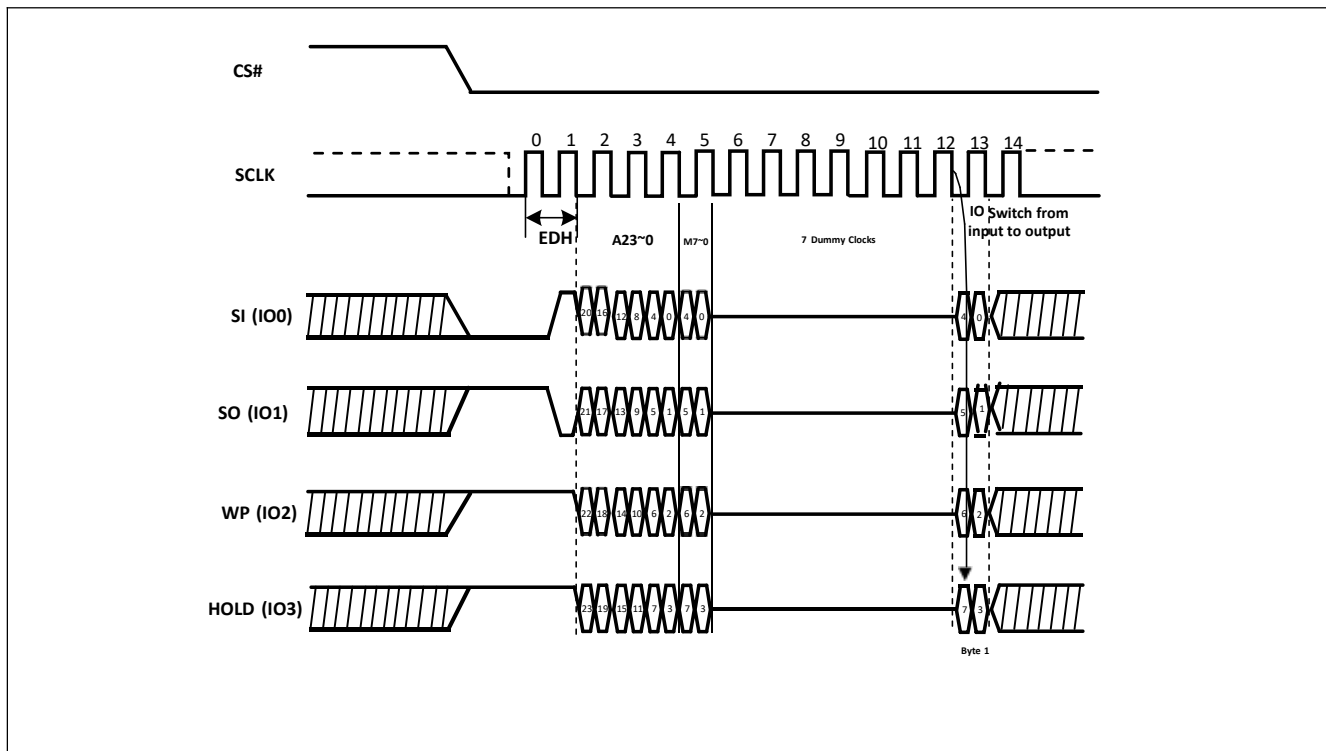 CS#
0 1 2 3 4 5 6 7 8 9 10 11 12 13 14
SCLK
IO Switch from
input to output
EDH
A23~0
M7~0
7 Dummy Clocks
SI (IO0)
20 16 12 8 4 0 4 0 4 0
SO (IO1)
21 17 13 9 5 1 5 1 5 1
WP (IO2)
22 18 14 10 6 2 6 2 6 2
HOLD (IO3)
23 19 15 11 7 3 7 3 7 3
Byte 1